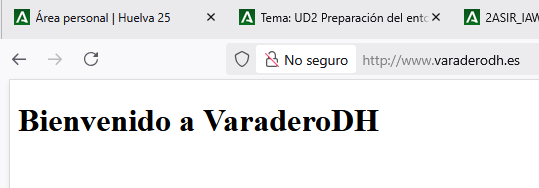 Área personal | Huelva 25
Tema: UD2 Preparación del ento
2ASIR_IAW
No seguro
http://www.varaderodh.es
Bienvenido a VaraderoDH